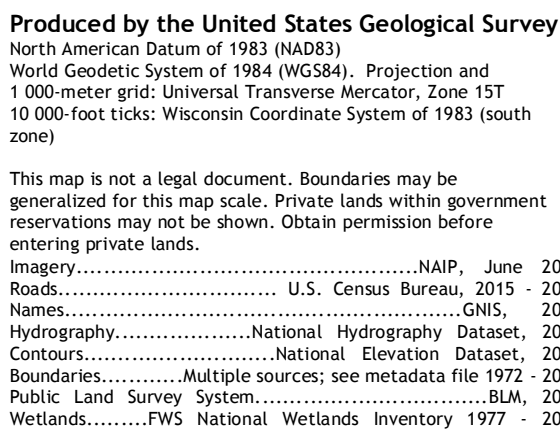 Produced by the United States Geological Survey
North American Datum of 1983 (NAD83)
World Geodetic System of 1984 (WGS84). Projection and
1 000-meter grid: Universal Transverse Mercator, Zone 15T
10 000-foot ticks: Wisconsin Coordinate System of 1983 (south
zone)
This map is not a legal document. Boundaries may be
generalized for this map scale. Private lands within government
reservations may not be shown. Obtain permission before
entering private lands.
Imagery.................................................NAIP, June 20
Roads............................... U.S. Census Bureau, 2015 - 20
Names.........................................................GNIS, 20
Hydrography....................National Hydrography Dataset, 20
Contours...........................National Elevation Dataset, 20
Boundaries............Multiple sources; see metadata file 1972 - 20
Public Land Survey System.................................BLM, 20
Wetlands.........FWS National Wetlands Inventory 1977 - 20